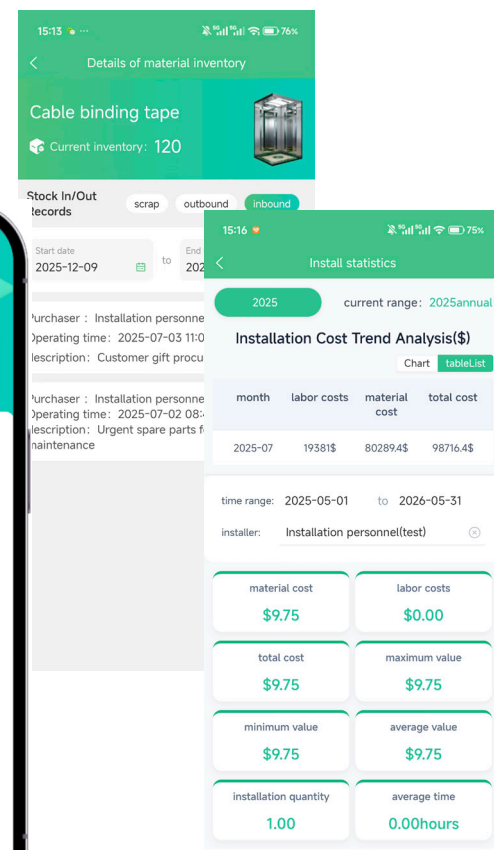 15:13
76%
Details of material inventory
Cable binding tape
Current inventory: 120
Stock In/Out
Records
scrap
outbound
inbound
Start date
2025-12-09
to
End
202
Purchaser : Installation personne
Operating time: 2025-07-03 11:0
description: Customer gift procu
Purchaser : Installation personne
Operating time: 2025-07-02 08:
description: Urgent spare parts f
maintenance
15:16
75%
Install statistics
2025
current range: 2025annual
Installation Cost Trend Analysis($)
Chart
tableList
month
labor costs
material
cost
total cost
2025-07
19381$
80289.4$
98716.4$
time range: 2025-05-01 to 2026-05-31
installer: Installation personnel(test)
material cost
$9.75
labor costs
$0.00
total cost
$9.75
maximum value
$9.75
minimum value
$9.75
average value
$9.75
installation quantity
1.00
average time
0.00hours